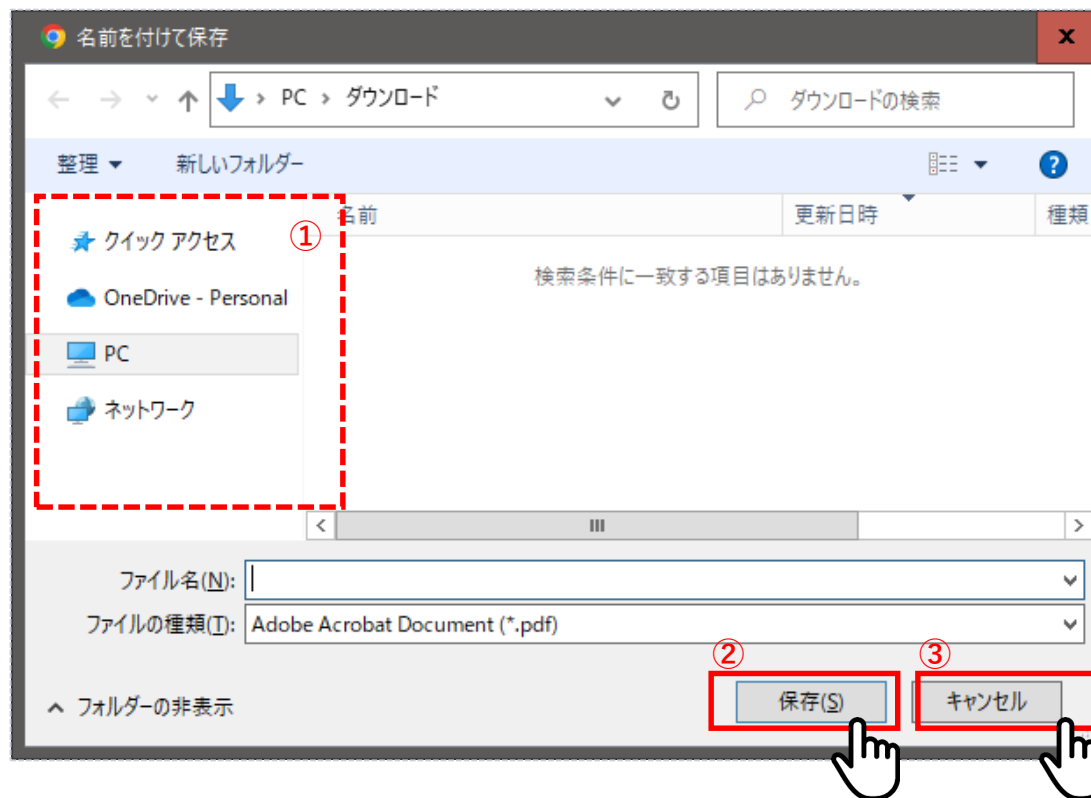 名前を付けて保存
PC › ダウンロード
ダウンロードの検索
整理 新しいフォルダー
?
名前 更新日時 種類
①
クイック アクセス
検索条件に一致する項目はありません。
OneDrive - Personal
PC
ネットワーク
ファイル名(N):
ファイルの種類(T): Adobe Acrobat Document (*.pdf)
② ③
フォルダーの非表示 保存(S) キャンセル